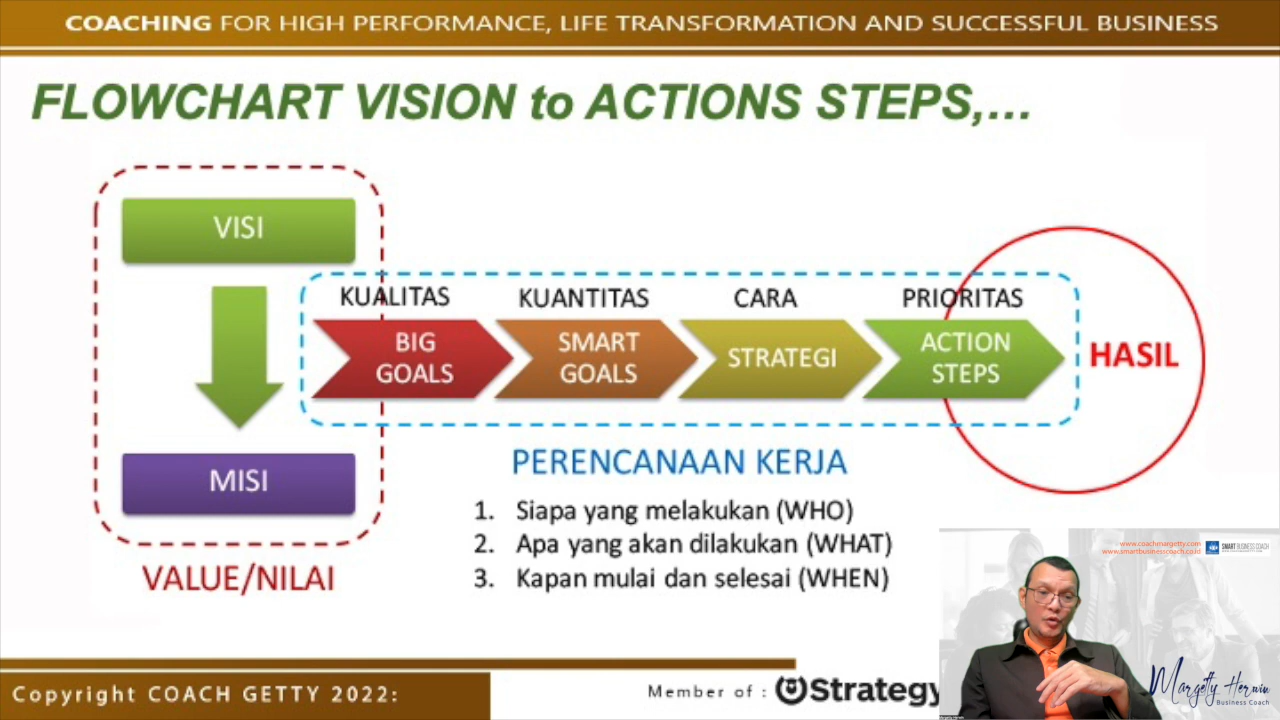 COACHING FOR HIGH PERFORMANCE, LIFE TRANSFORMATION AND SUCCESSFUL BUSINESS
FLOWCHART VISION to ACTIONS STEPS,...
VISI
MISI
VALUE/NILAI
KUALITAS
KUANTITAS
CARA
PRIORITAS
BIG
GOALS
SMART
GOALS
STRATEGI
ACTION
STEPS
HASIL
PERENCANAAN KERJA
1. Siapa yang melakukan (WHO)
2. Apa yang akan dilakukan (WHAT)
3. Kapan mulai dan selesai (WHEN)
www.coachmargetty.com
www.smartbusinesscoach.co.id
SMART BUSINESS COACH
Margetty Herwin
Business Coach
Copyright COACH GETTY 2022:
Member of : Strategy